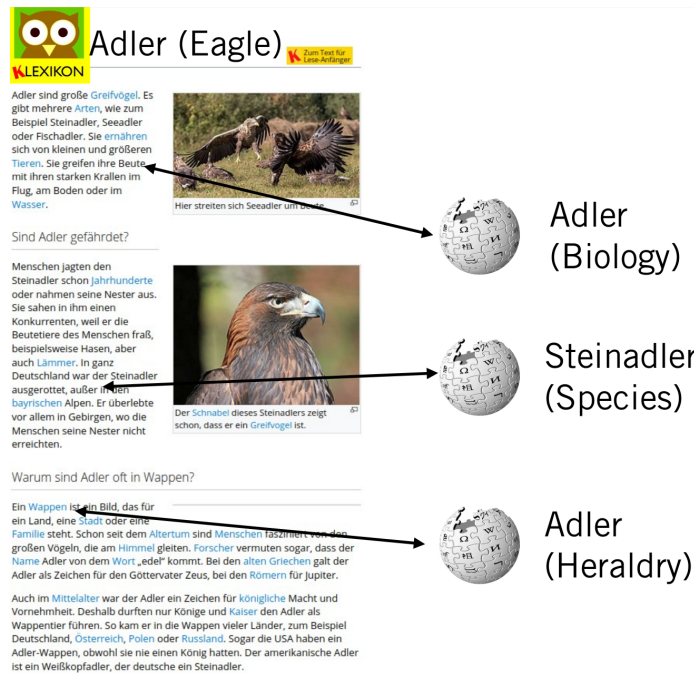 KLEXIKON
Adler (Eagle)
Zum Text für
Lese-Anfänger
Adler sind große Greifvögel. Es
gibt mehrere Arten, wie zum
Beispiel Steinadler, Seeadler
oder Fischadler. Sie ernähren
sich von kleinen und größeren
Tieren. Sie greifen ihre Beute
mit ihren starken Krallen im
Flug, am Boden oder im
Wasser.
Hier streiten sich Seeadler um Beute.
Adler
(Biology)
Sind Adler gefährdet?
Menschen jagten den
Steinadler schon Jahrhunderte
oder nahmen seine Nester aus.
Sie sahen in ihm einen
Konkurrenten, weil er die
Beutetiere des Menschen fraß,
beispielsweise Hasen, aber
auch Lämmer. In ganz
Deutschland war der Steinadler
ausgerottet, außer in den
bayrischen Alpen. Er überlebte
vor allem in Gebirgen, wo die
Menschen seine Nester nicht
erreichten.
Der Schnabel dieses Steinadlers zeigt
schon, dass er ein Greifvogel ist.
Steinadler
(Species)
Warum sind Adler oft in Wappen?
Ein Wappen ist ein Bild, das für
ein Land, eine Stadt oder eine
Familie steht. Schon seit dem Altertum sind Menschen fasziniert von den
großen Vögeln, die am Himmel gleiten. Forscher vermuten sogar, dass der
Name Adler von dem Wort „edel" kommt. Bei den alten Griechen galt der
Adler als Zeichen für den Göttervater Zeus, bei den Römern für Jupiter.
Auch im Mittelalter war der Adler ein Zeichen für königliche Macht und
Vornehmheit. Deshalb durften nur Könige und Kaiser den Adler als
Wappentier führen. So kam er in die Wappen vieler Länder, zum Beispiel
Deutschland, Österreich, Polen oder Russland. Sogar die USA haben ein
Adler-Wappen, obwohl sie nie einen König hatten. Der amerikanische Adler
ist ein Weißkopfadler, der deutsche ein Steinadler.
Adler
(Heraldry)